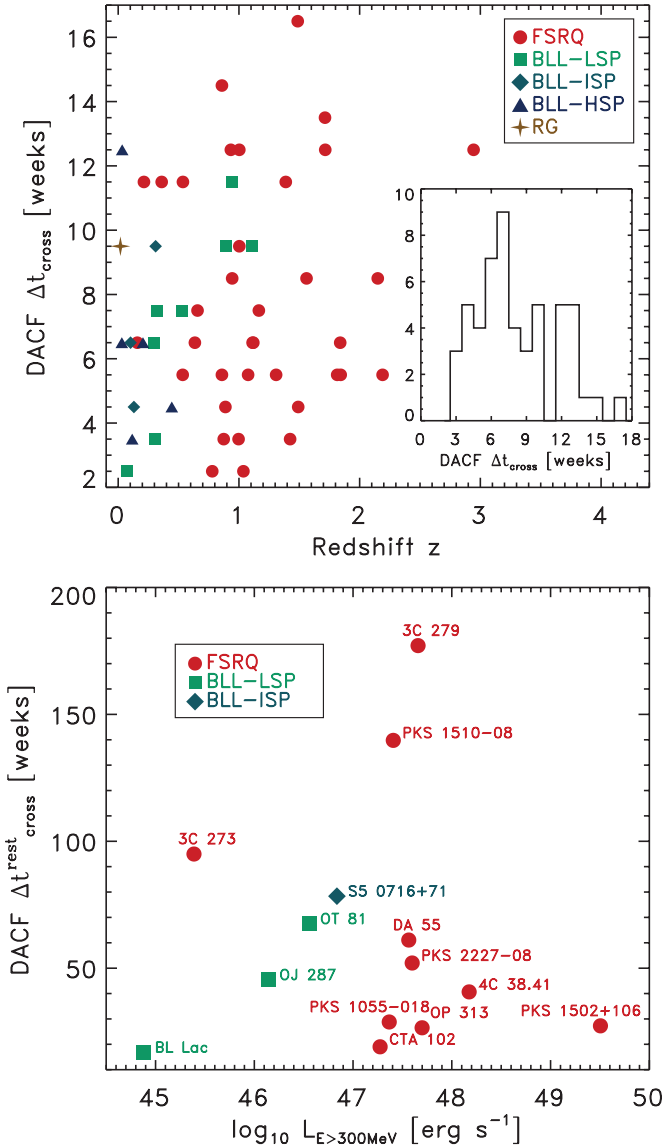 16
14
12
10
8
6
4
2
DACF Δt_cross [weeks]
FSRQ
BLL-LSP
BLL-ISP
BLL-HSP
RG
10
8
6
4
2
0
0 3 6 9 12 15 18
DACF Δt_cross [weeks]
0 1 2 3 4
Redshift z
200
150
100
50
DACF Δt^rest_cross [weeks]
FSRQ
BLL-LSP
BLL-ISP
3C 279
PKS 1510-08
3C 273
S5 0716+71
OT 81
DA 55
PKS 2227-08
OJ 287
4C 38.41
PKS 1055-018
OP 313
PKS 1502+106
CTA 102
BL Lac
45 46 47 48 49 50
log₁₀ L_E>300MeV [erg s⁻¹]